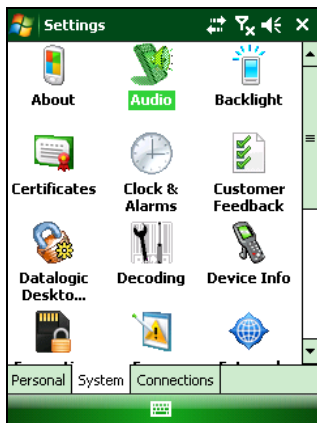 Settings
About
Audio
Backlight
Certificates
Clock &
Alarms
Customer
Feedback
Datalogic
Deskto...
Decoding
Device Info
Personal
System
Connections